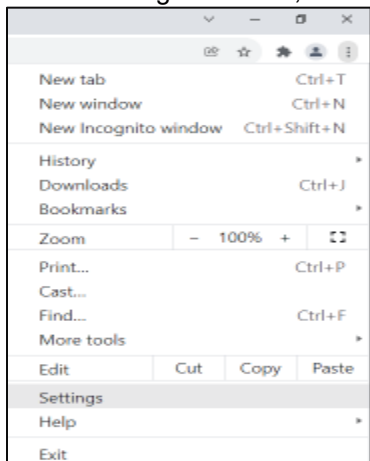 New tab Ctrl+T
New window Ctrl+N
New Incognito window Ctrl+Shift+N
History
Downloads Ctrl+J
Bookmarks
Zoom - 100% +
Print... Ctrl+P
Cast...
Find... Ctrl+F
More tools
Edit Cut Copy Paste
Settings
Help
Exit